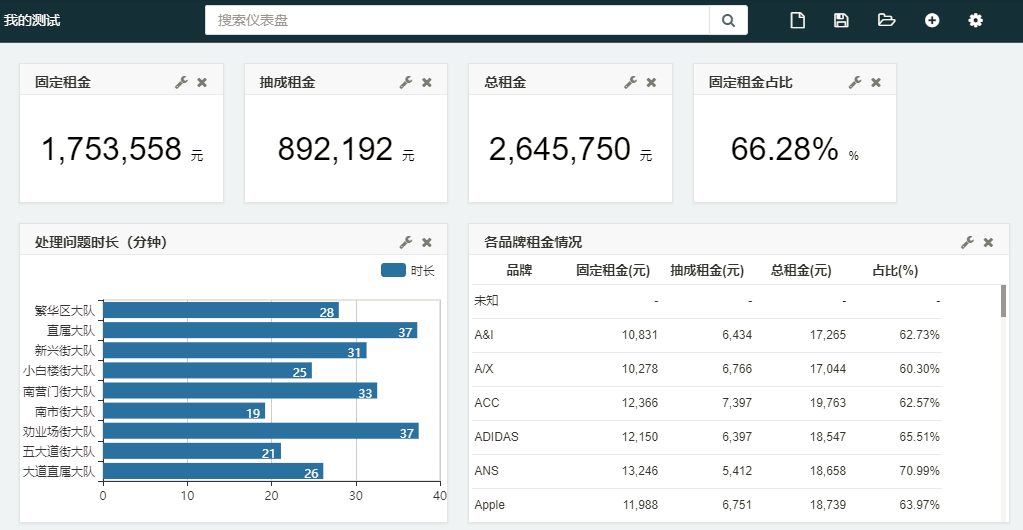 我的测试
搜索仪表盘
固定租金
抽成租金
总租金
固定租金占比
1,753,558 元
892,192 元
2,645,750 元
66.28% %
处理问题时长（分钟）
时长
繁华区大队 28
直属大队 37
新兴街大队 31
小白楼街大队 25
南营门街大队 33
南市街大队 19
劝业场街大队 37
五大道街大队 21
大道直属大队 26
0 10 20 30 40
各品牌租金情况
品牌 固定租金(元) 抽成租金(元) 总租金(元) 占比(%)
未知 - - - -
A&I 10,831 6,434 17,265 62.73%
A/X 10,278 6,766 17,044 60.30%
ACC 12,366 7,397 19,763 62.57%
ADIDAS 12,150 6,397 18,547 65.51%
ANS 13,246 5,412 18,658 70.99%
Apple 11,988 6,751 18,739 63.97%